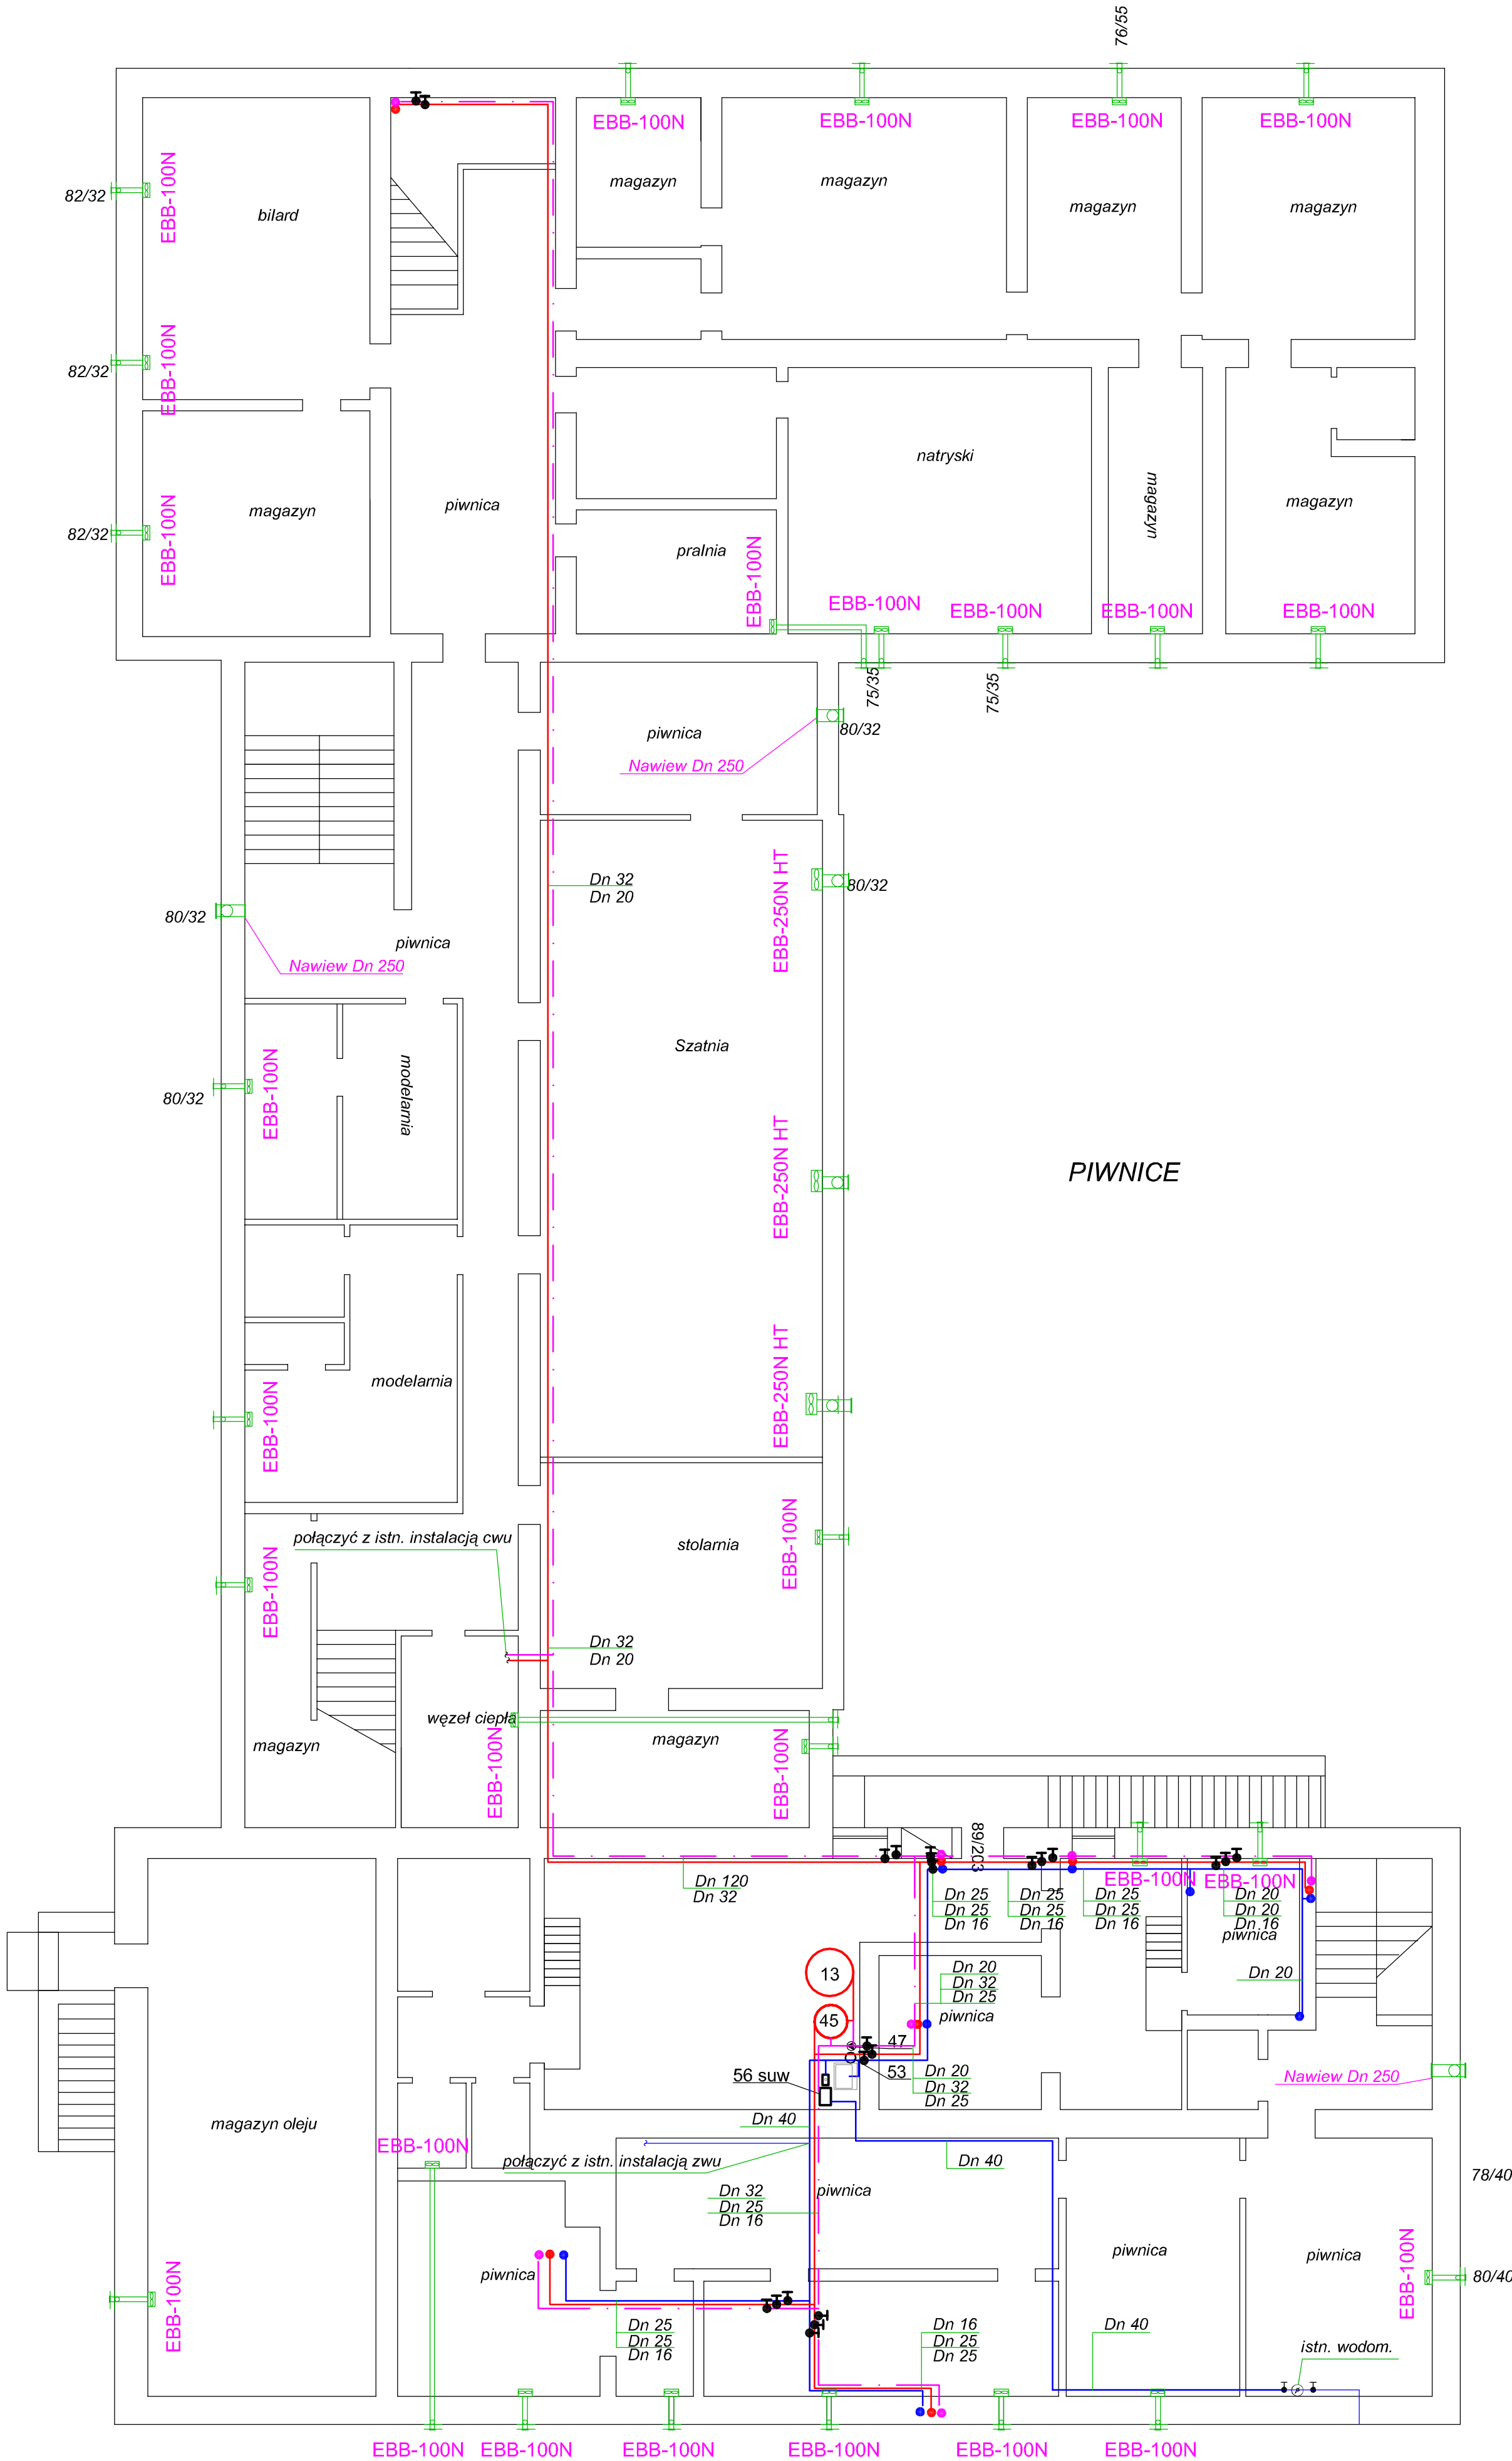 76/55
EBB-100N
EBB-100N
EBB-100N
EBB-100N
82/32
EBB-100N
bilard
magazyn
magazyn
magazyn
magazyn
82/32
EBB-100N
82/32
EBB-100N
magazyn
piwnica
natryski
magazyn
magazyn
pralnia
EBB-100N
EBB-100N
EBB-100N
EBB-100N
EBB-100N
75/35
75/35
piwnica
80/32
Nawiew Dn 250
Dn 32
Dn 20
EBB-250N HT
80/32
80/32
piwnica
Nawiew Dn 250
Szatnia
modelarnia
EBB-100N
80/32
EBB-250N HT
PIWNICE
EBB-250N HT
modelarnia
EBB-100N
połączyć z istn. instalacją cwu
stolarnia
EBB-100N
EBB-100N
Dn 32
Dn 20
węzeł ciepła
magazyn
magazyn
EBB-100N
EBB-100N
89/203
Dn 120
Dn 32
EBB-100N
EBB-100N
Dn 25
Dn 25
Dn 16
Dn 25
Dn 25
Dn 16
Dn 25
Dn 25
Dn 16
Dn 20
Dn 20
Dn 16
piwnica
13
Dn 20
Dn 32
Dn 25
piwnica
Dn 20
45
47
53
56 suw
Dn 20
Dn 32
Dn 25
Nawiew Dn 250
magazyn oleju
Dn 40
EBB-100N
połączyć z istn. instalacją zwu
Dn 40
78/40
Dn 32
Dn 25
Dn 16
piwnica
piwnica
piwnica
piwnica
EBB-100N
80/40
EBB-100N
Dn 25
Dn 25
Dn 16
Dn 16
Dn 25
Dn 25
Dn 40
istn. wodom.
EBB-100N
EBB-100N
EBB-100N
EBB-100N
EBB-100N
EBB-100N